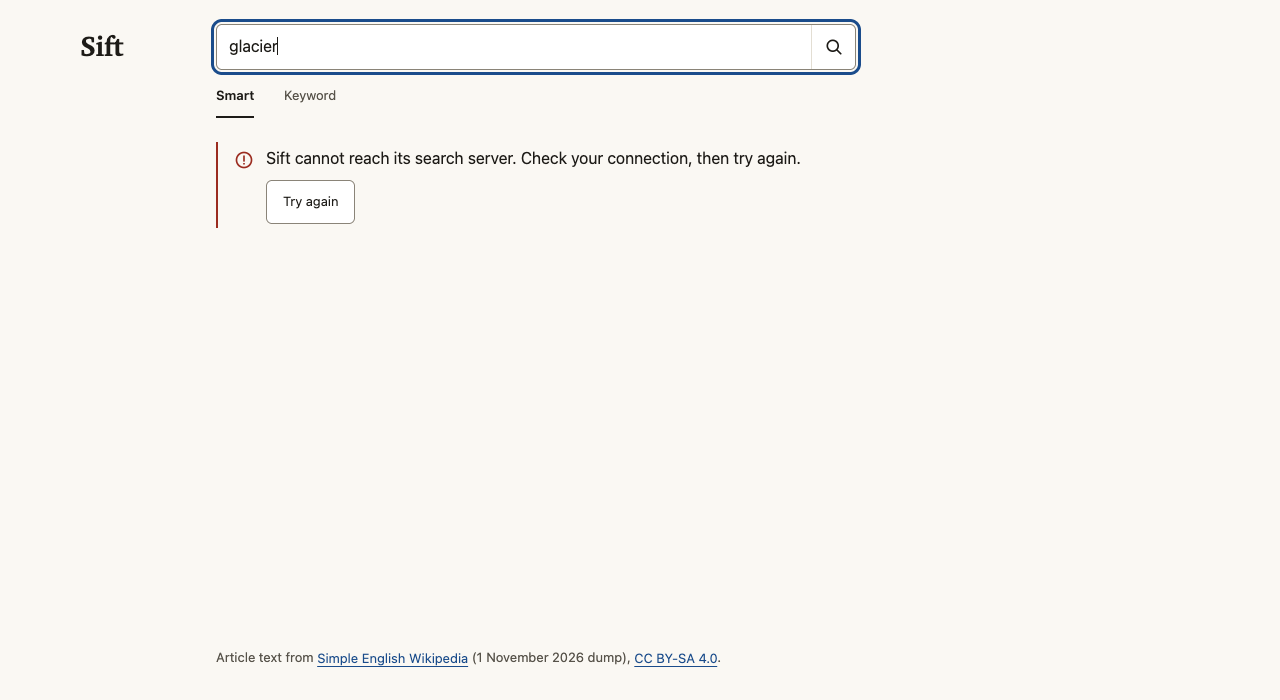 Sift
glacier
Smart
Keyword
Sift cannot reach its search server. Check your connection, then try again.
Try again
Article text from Simple English Wikipedia (1 November 2026 dump), CC BY-SA 4.0.